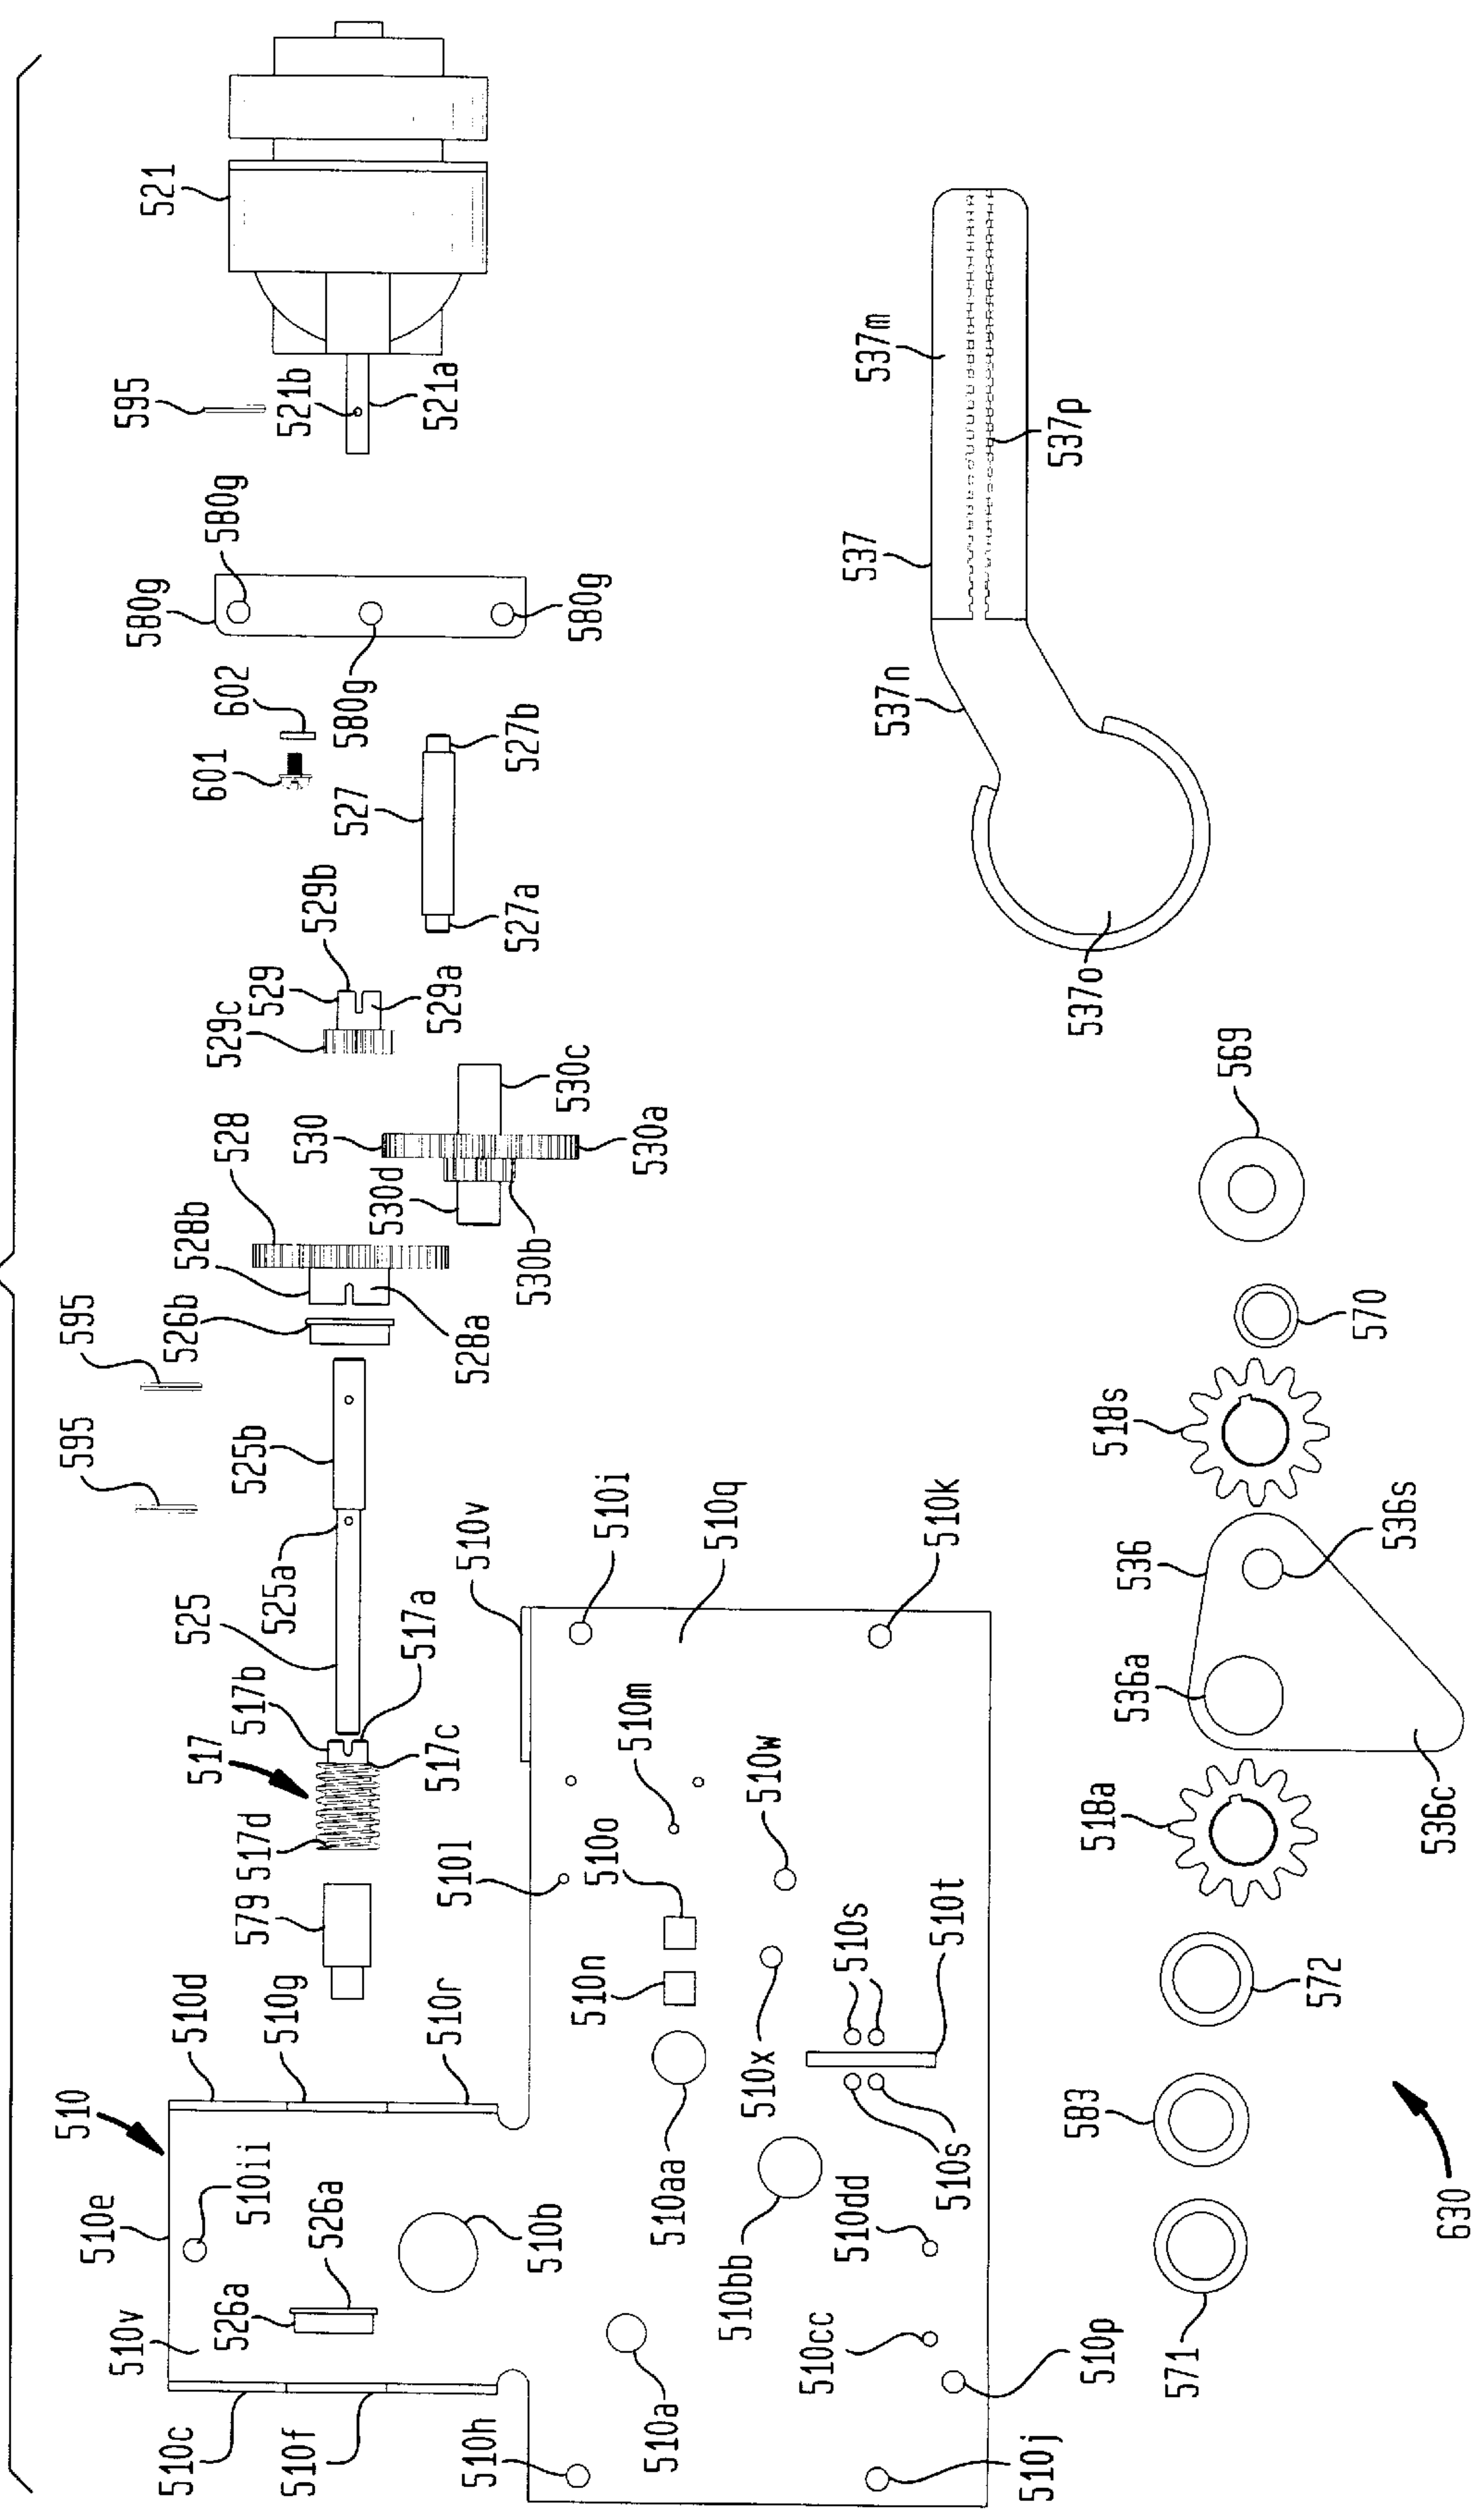 521
595
521b
521a
580g
580g
580g
580g
602
601
527b
527
527a
529b
529
529c
529a
530c
530
530a
530d
530b
528
528b
528a
526b
595
595
525b
525a
525
517a
517b
517
517c
517d
579
510v
510i
510q
510k
510m
510w
510l
510o
510s
510t
510n
510x
510s
510d
510g
510r
510
510ii
510e
526a
526a
510v
510b
510aa
510bb
510dd
510cc
510p
510c
510f
510h
510a
510j
537m
537p
537
537n
537o
569
570
518s
536
536s
536a
536c
518a
572
583
571
630